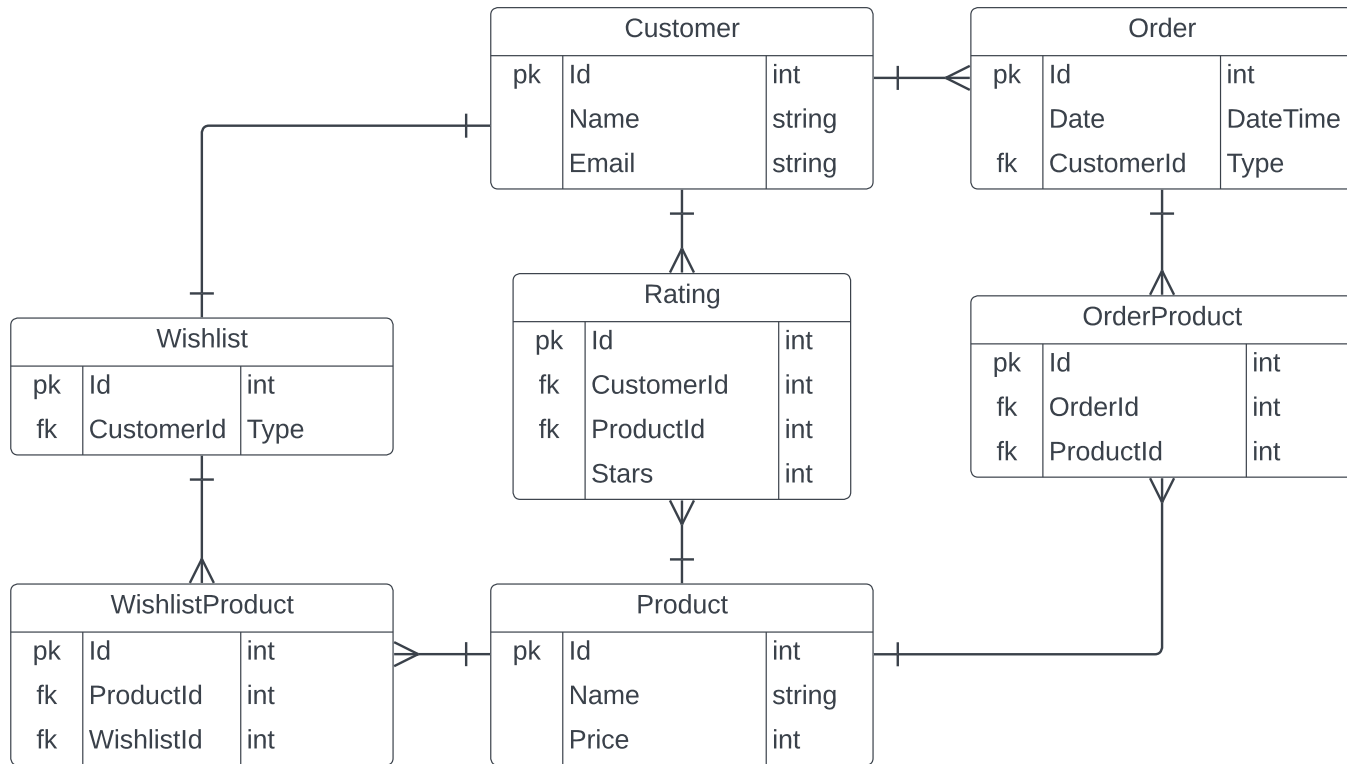 Customer
pk Id int
Name string
Email string
Order
pk Id int
Date DateTime
fk CustomerId Type
Wishlist
pk Id int
fk CustomerId Type
Rating
pk Id int
fk CustomerId int
fk ProductId int
Stars int
OrderProduct
pk Id int
fk OrderId int
fk ProductId int
WishlistProduct
pk Id int
fk ProductId int
fk WishlistId int
Product
pk Id int
Name string
Price int